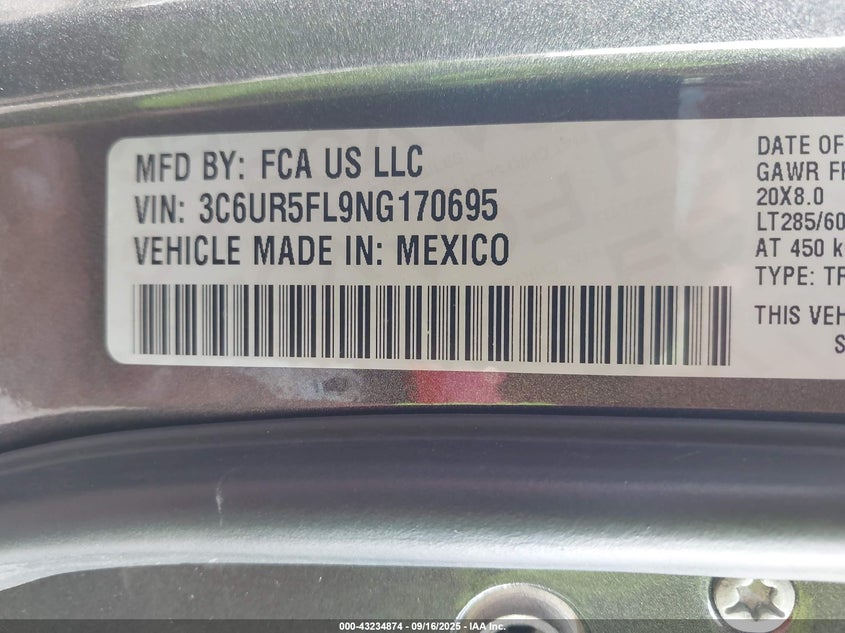 MFD BY: FCA US LLC
VIN: 3C6UR5FL9NG170695
VEHICLE MADE IN: MEXICO
DATE OF
GAWR FR
20X8.0
LT285/60
AT 450 k
TYPE: TR
THIS VEH
S
000-43234874 - 09/16/2025 - IAA Inc.